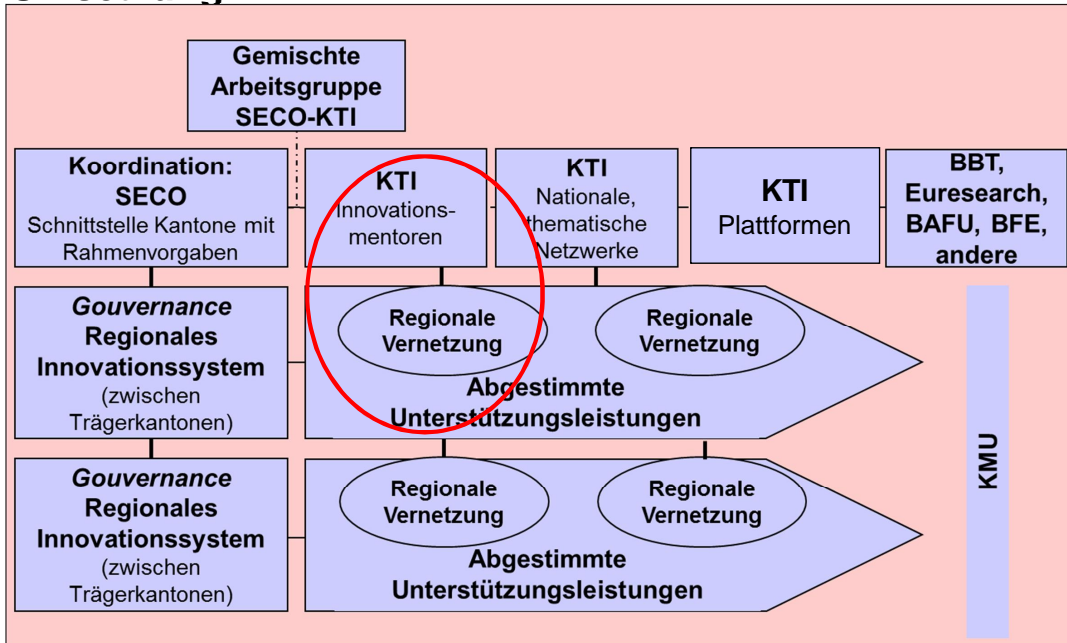 Gemischte
Arbeitsgruppe
SECO-KTI
Koordination:
SECO
Schnittstelle Kantone mit
Rahmenvorgaben
KTI
Innovations-
mentoren
KTI
Nationale,
thematische
Netzwerke
KTI
Plattformen
BBT,
Euresearch,
BAFU, BFE,
andere
Gouvernance
Regionales
Innovationssystem
(zwischen
Trägerkantonen)
Regionale
Vernetzung
Regionale
Vernetzung
Abgestimmte
Unterstützungsleistungen
KMU
Gouvernance
Regionales
Innovationssystem
(zwischen
Trägerkantonen)
Regionale
Vernetzung
Regionale
Vernetzung
Abgestimmte
Unterstützungsleistungen